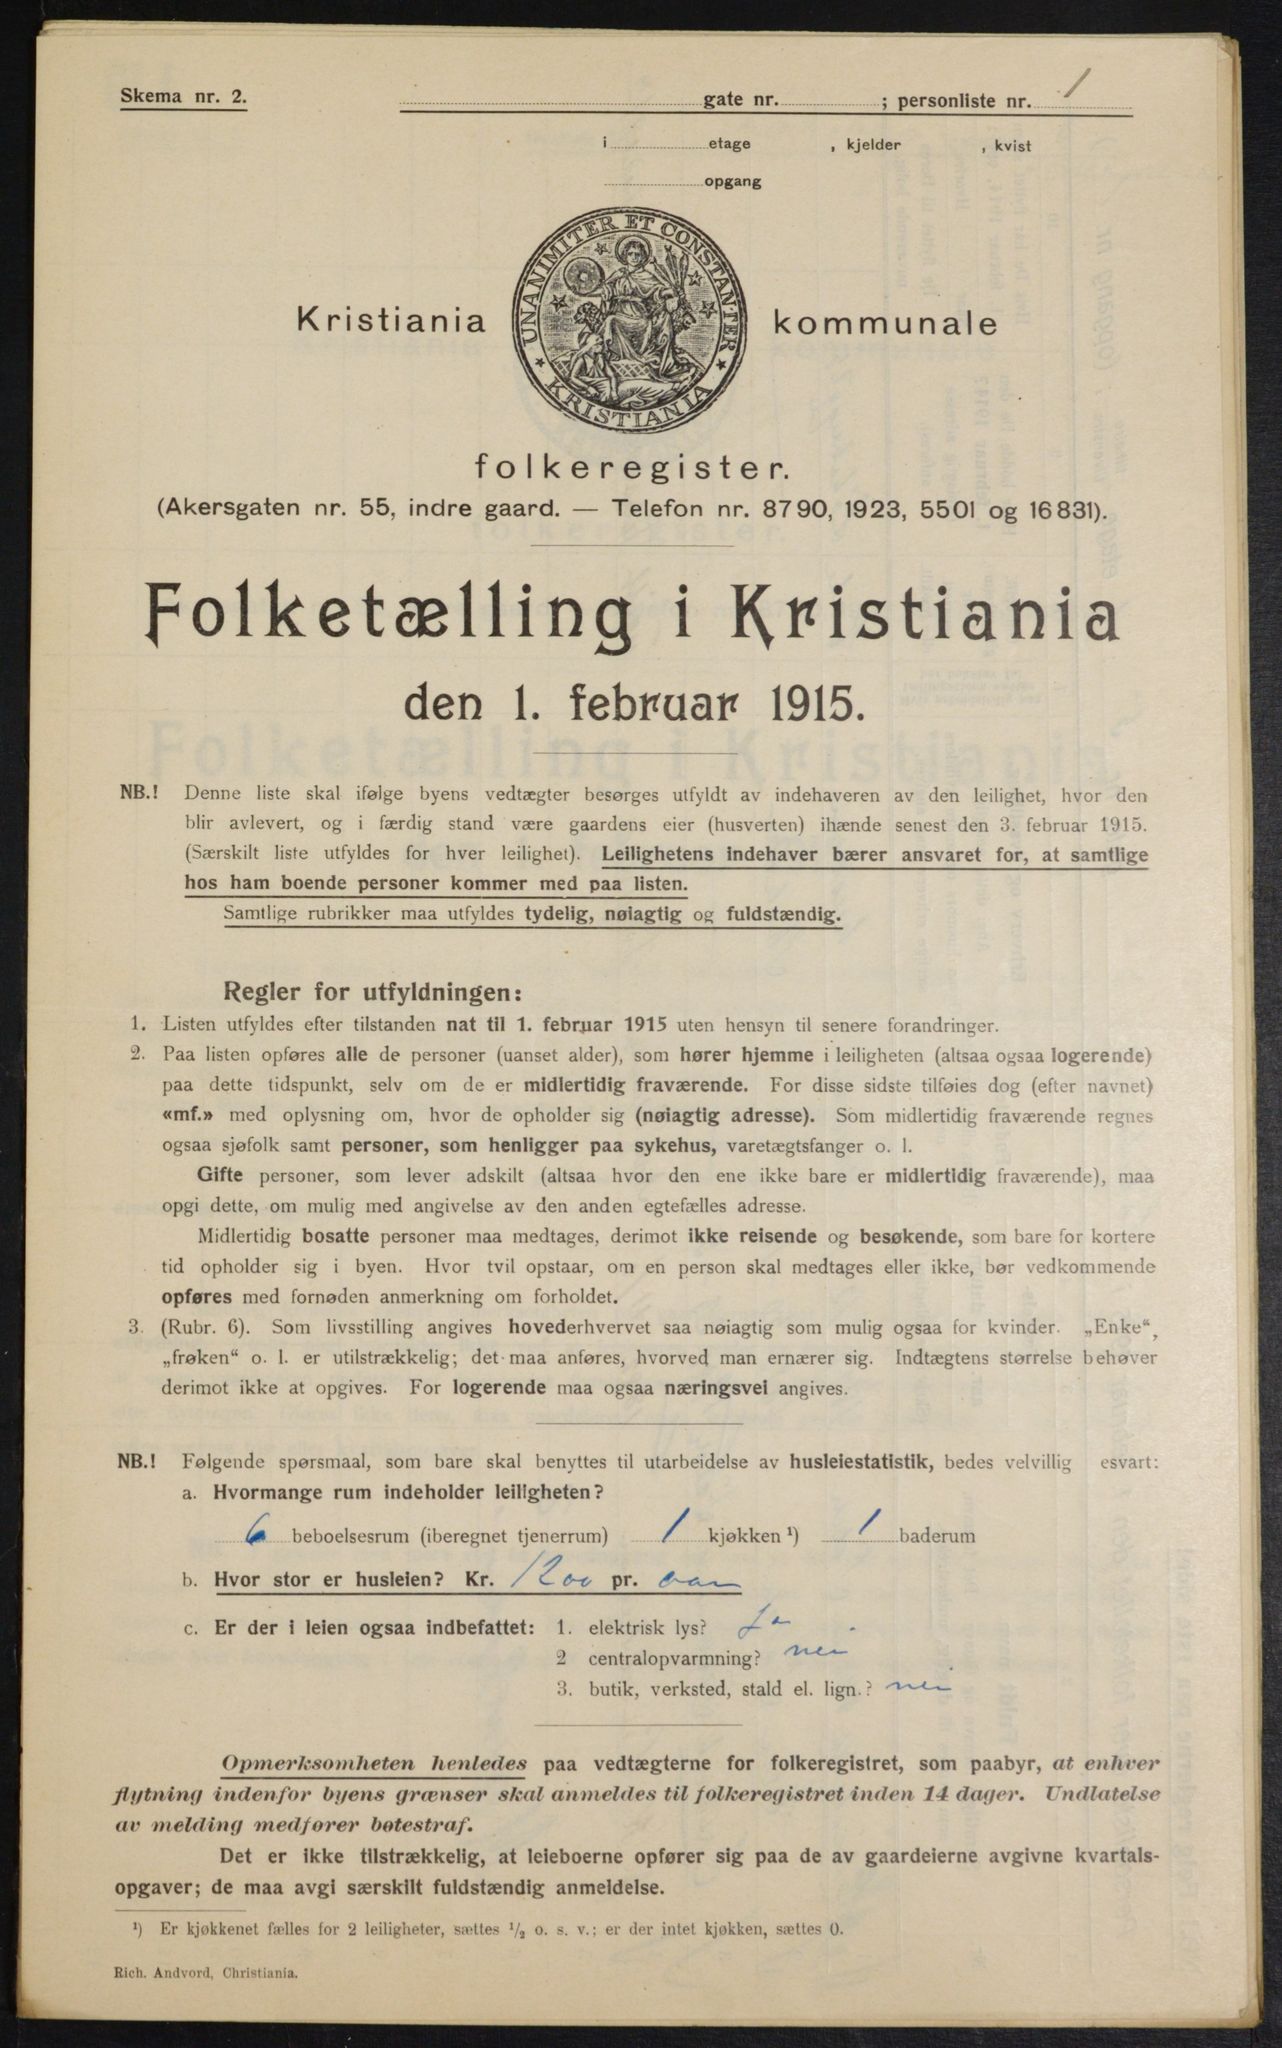 Skema nr. 2.
gate nr. ; personliste nr. 1
i etage , kjelder , kvist
opgang
UNANIMITER ET CONSTANTER
KRISTIANIA
Kristiania kommunale
folkeregister.
(Akersgaten nr. 55, indre gaard. — Telefon nr. 8790, 1923, 5501 og 16831).
Folketælling i Kristiania
den 1. februar 1915.
NB.! Denne liste skal ifølge byens vedtægter besørges utfyldt av indehaveren av den leilighet, hvor den
blir avlevert, og i færdig stand være gaardens eier (husverten) ihænde senest den 3. februar 1915.
(Særskilt liste utfyldes for hver leilighet). Leilighetens indehaver bærer ansvaret for, at samtlige
hos ham boende personer kommer med paa listen.
Samtlige rubrikker maa utfyldes tydelig, nøiagtig og fuldstændig.
Regler for utfyldningen:
1. Listen utfyldes efter tilstanden nat til 1. februar 1915 uten hensyn til senere forandringer.
2. Paa listen opføres alle de personer (uanset alder), som hører hjemme i leiligheten (altsaa ogsaa logerende)
paa dette tidspunkt, selv om de er midlertidig fraværende. For disse sidste tilføies dog (efter navnet)
«mf.» med oplysning om, hvor de opholder sig (nøiagtig adresse). Som midlertidig fraværende regnes
ogsaa sjøfolk samt personer, som henligger paa sykehus, varetægtsfanger o. l.
Gifte personer, som lever adskilt (altsaa hvor den ene ikke bare er midlertidig fraværende), maa
opgi dette, om mulig med angivelse av den anden egtefælles adresse.
Midlertidig bosatte personer maa medtages, derimot ikke reisende og besøkende, som bare for kortere
tid opholder sig i byen. Hvor tvil opstaar, om en person skal medtages eller ikke, bør vedkommende
opføres med fornøden anmerkning om forholdet.
3. (Rubr. 6). Som livsstilling angives hovederhvervet saa nøiagtig som mulig ogsaa for kvinder. „Enke“,
„frøken“ o. l. er utilstrækkelig; det maa anføres, hvorved man ernærer sig. Indtægtens størrelse behøver
derimot ikke at opgives. For logerende maa ogsaa næringsvei angives.
NB.! Følgende spørsmaal, som bare skal benyttes til utarbeidelse av husleiestatistik, bedes velvillig esvart:
a. Hvormange rum indeholder leiligheten?
6 beboelsesrum (iberegnet tjenerrum) 1 kjøkken ¹) 1 baderum
b. Hvor stor er husleien? Kr. 1200 pr. aar
c. Er der i leien ogsaa indbefattet: 1. elektrisk lys? Ja
2 centralopvarmning? nei
3. butik, verksted, stald el. lign.? nei
Opmerksomheten henledes paa vedtægterne for folkeregistret, som paabyr, at enhver
flytning indenfor byens grænser skal anmeldes til folkeregistret inden 14 dager. Undlatelse
av melding medfører bøtestraf.
Det er ikke tilstrækkelig, at leieboerne opfører sig paa de av gaardeierne avgivne kvartals-
opgaver; de maa avgi særskilt fuldstændig anmeldelse.
¹) Er kjøkkenet fælles for 2 leiligheter, sættes ½ o. s. v.; er der intet kjøkken, sættes 0.
Rich. Andvord, Christiania.